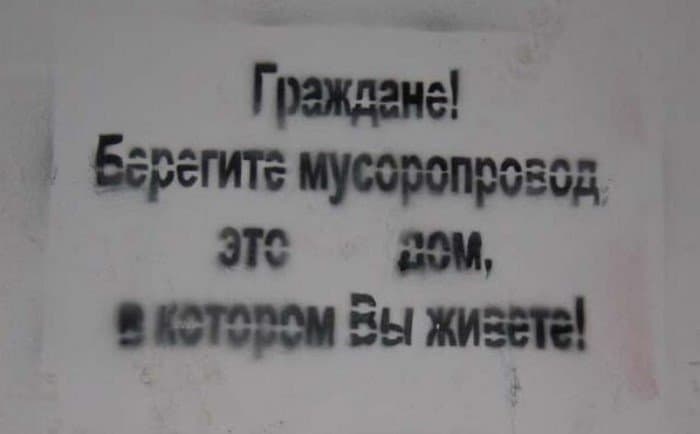 Граждане!
Берегите мусоропровод,
это дом,
в котором Вы живете!